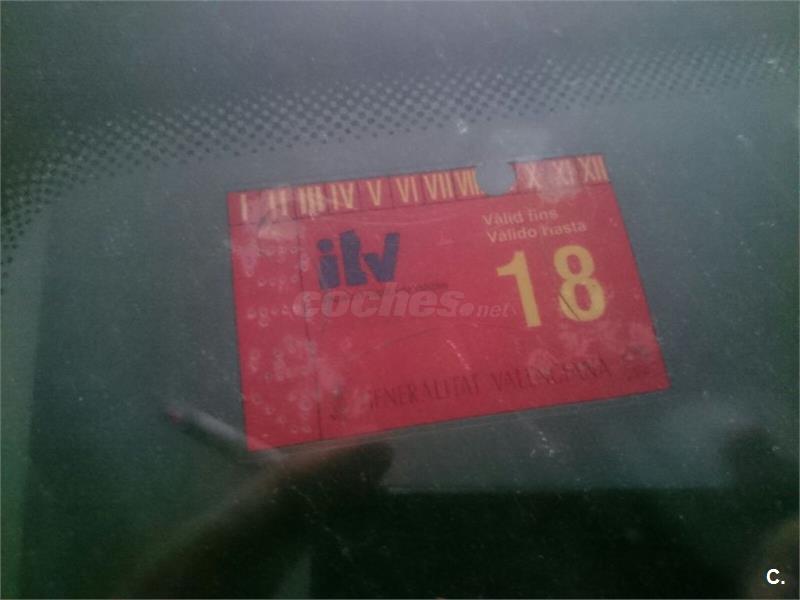 I II III IV V VI VII VIII X XI XII
Vàlid fins
Válido hasta
itv
18
coches.net
GENERALITAT VALENCIANA
C.